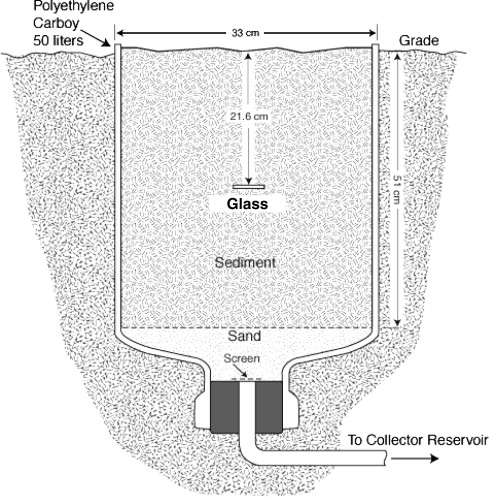 Polyethylene
Carboy
50 liters
33 cm
Grade
21.6 cm
Glass
51 cm
Sediment
Sand
Screen
To Collector Reservoir